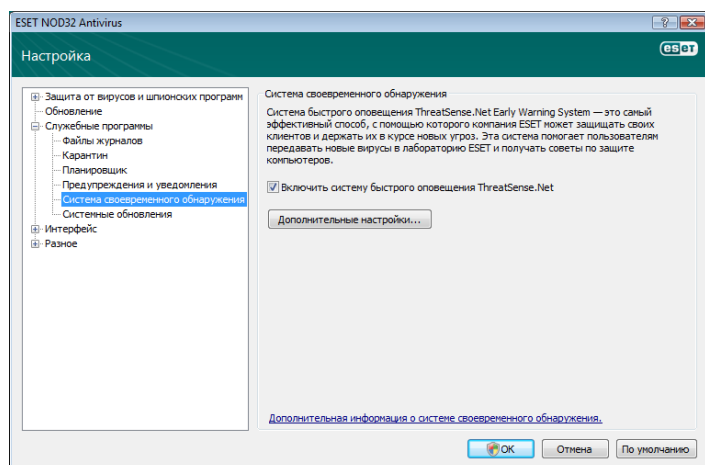 ESET NOD32 Antivirus
Настройка
eset
Защита от вирусов и шпионских программ
Обновление
Служебные программы
Файлы журналов
Карантин
Планировщик
Предупреждения и уведомления
Система своевременного обнаружения
Системные обновления
Интерфейс
Разное
Система своевременного обнаружения
Система быстрого оповещения ThreatSense.Net Early Warning System — это самый
эффективный способ, с помощью которого компания ESET может защищать своих
клиентов и держать их в курсе новых угроз. Эта система помогает пользователям
передавать новые вирусы в лабораторию ESET и получать советы по защите
компьютеров.
Включить систему быстрого оповещения ThreatSense.Net
Дополнительные настройки...
Дополнительная информация о системе своевременного обнаружения.
OK
Отмена
По умолчанию